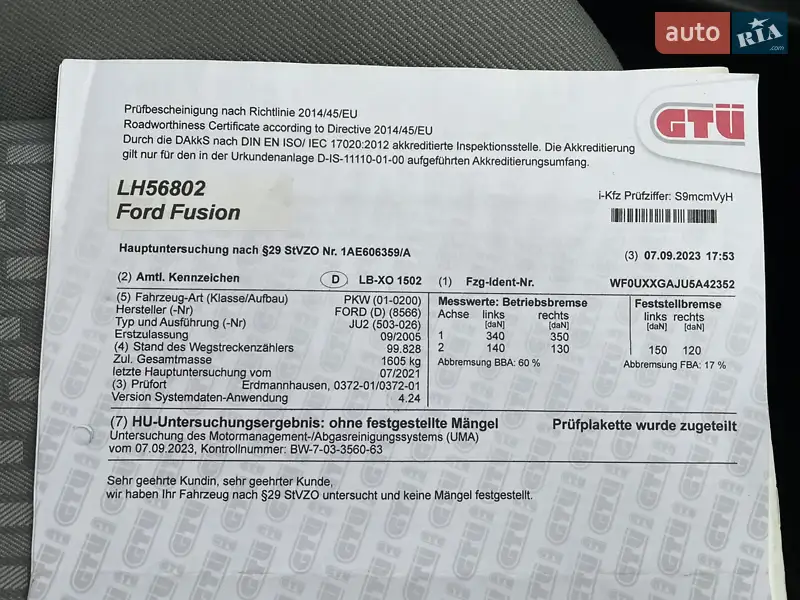 auto RIA .com
Prüfbescheinigung nach Richtlinie 2014/45/EU
Roadworthiness Certificate according to Directive 2014/45/EU
Durch die DAkkS nach DIN EN ISO/ IEC 17020:2012 akkreditierte Inspektionsstelle. Die Akkreditierung
gilt nur für den in der Urkundenanlage D-IS-11110-01-00 aufgeführten Akkreditierungsumfang.
GTÜ
LH56802
Ford Fusion
i-Kfz Prüfziffer: S9mcmVyH
Hauptuntersuchung nach §29 StVZO Nr. 1AE606359/A
(3) 07.09.2023 17:53
(2) Amtl. Kennzeichen D LB-XO 1502 (1) Fzg-Ident-Nr. WF0UXXGAJU5A42352
(5) Fahrzeug-Art (Klasse/Aufbau) PKW (01-0200)
Hersteller (-Nr) FORD (D) (8566)
Typ und Ausführung (-Nr) JU2 (503-026)
Erstzulassung 09/2005
(4) Stand des Wegstreckenzählers 99.828
Zul. Gesamtmasse 1605 kg
letzte Hauptuntersuchung vom 07/2021
(3) Prüfort Erdmannhausen, 0372-01/0372-01
Version Systemdaten-Anwendung 4.24
Messwerte: Betriebsbremse
Achse links rechts
[daN] [daN]
1 340 350
2 140 130
Abbremsung BBA: 60 %
Feststellbremse
links rechts
[daN] [daN]
150 120
Abbremsung FBA: 17 %
(7) HU-Untersuchungsergebnis: ohne festgestellte Mängel Prüfplakette wurde zugeteilt
Untersuchung des Motormanagement-/Abgasreinigungssystems (UMA)
vom 07.09.2023, Kontrollnummer: BW-7-03-3560-63
Sehr geehrte Kundin, sehr geehrter Kunde,
wir haben Ihr Fahrzeug nach §29 StVZO untersucht und keine Mängel festgestellt.